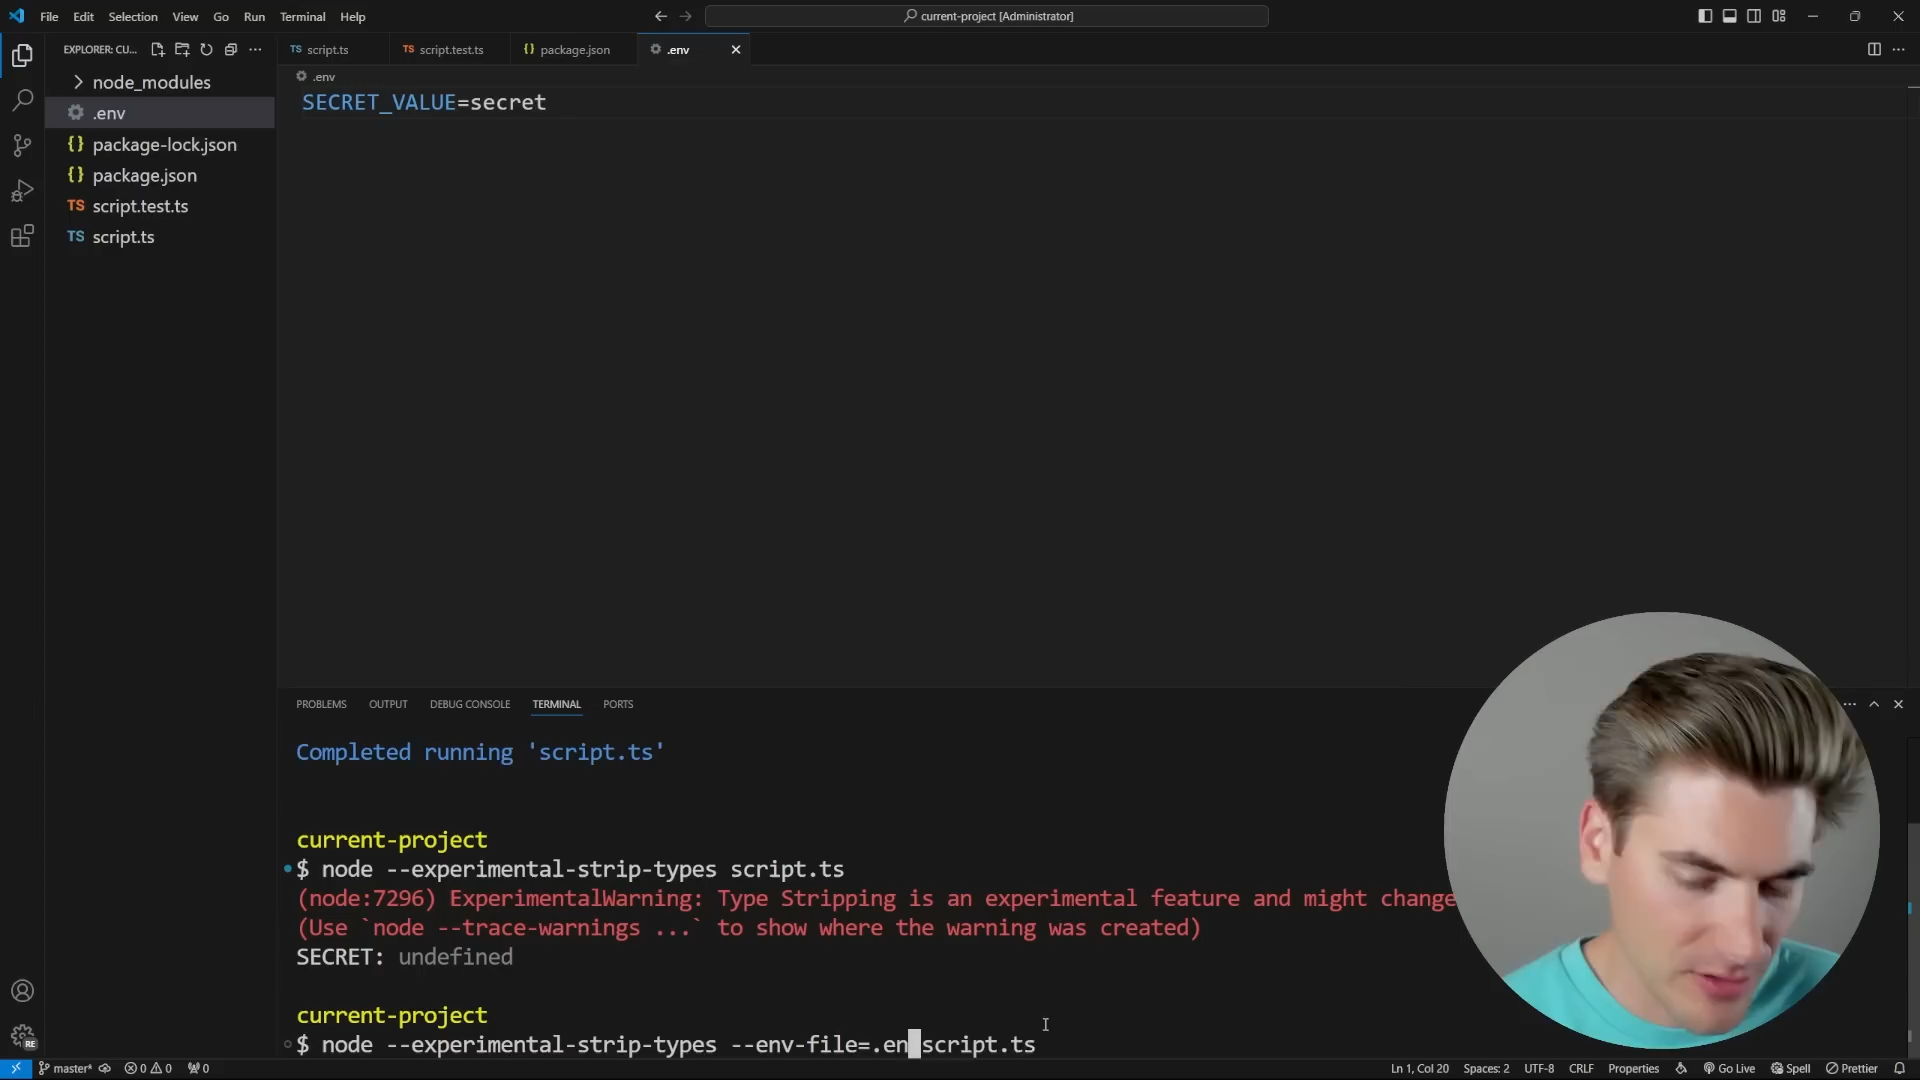 File Edit Selection View Go Run Terminal Help
current-project [Administrator]
EXPLORER: CU...
script.ts
script.test.ts
package.json
.env
node_modules
.env
package-lock.json
package.json
script.test.ts
script.ts
.env
SECRET_VALUE=secret
PROBLEMS OUTPUT DEBUG CONSOLE TERMINAL PORTS
Completed running 'script.ts'
current-project
$ node --experimental-strip-types script.ts
(node:7296) ExperimentalWarning: Type Stripping is an experimental feature and might change
(Use `node --trace-warnings ...` to show where the warning was created)
SECRET: undefined
current-project
$ node --experimental-strip-types --env-file=.en script.ts
RE
master* 0 0 0 Ln 1, Col 20 Spaces: 2 UTF-8 CRLF Properties Go Live Spell Prettier